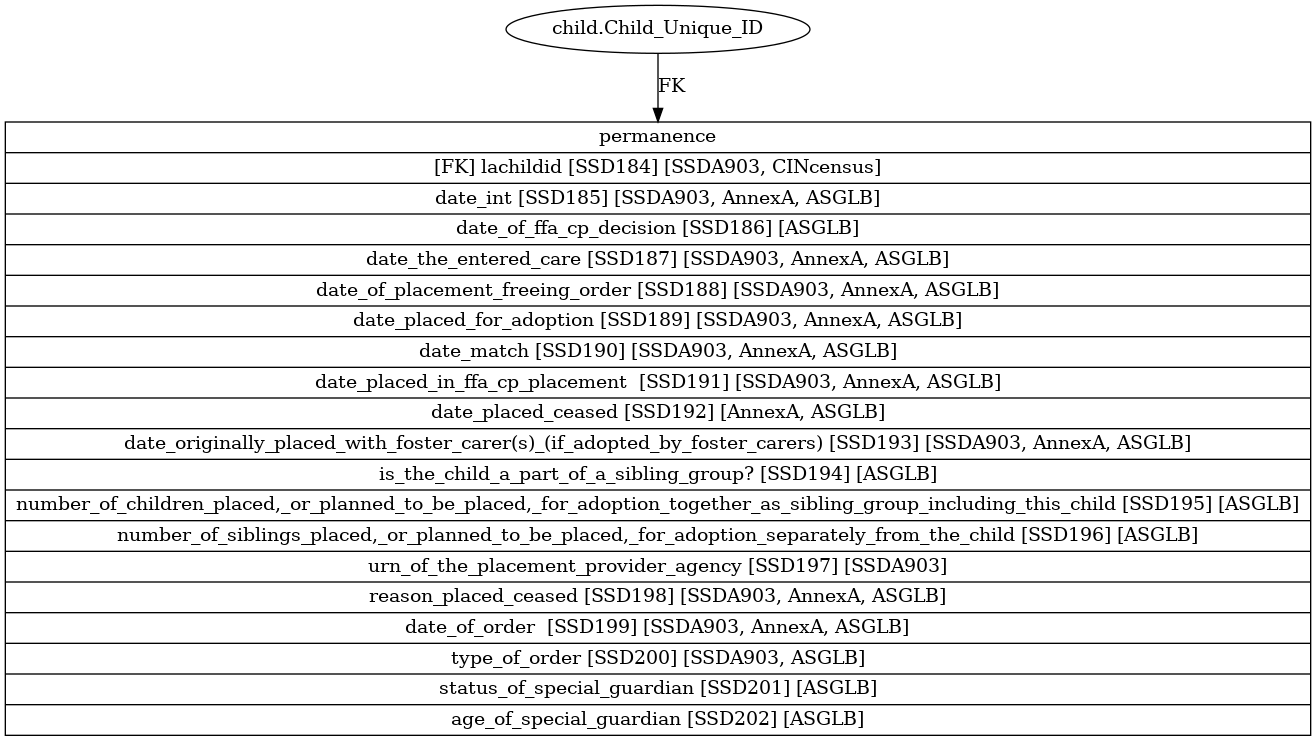 child.Child_Unique_ID
FK
permanence
[FK] lachildid [SSD184] [SSDA903, CINcensus]
date_int [SSD185] [SSDA903, AnnexA, ASGLB]
date_of_ffa_cp_decision [SSD186] [ASGLB]
date_the_entered_care [SSD187] [SSDA903, AnnexA, ASGLB]
date_of_placement_freeing_order [SSD188] [SSDA903, AnnexA, ASGLB]
date_placed_for_adoption [SSD189] [SSDA903, AnnexA, ASGLB]
date_match [SSD190] [SSDA903, AnnexA, ASGLB]
date_placed_in_ffa_cp_placement  [SSD191] [SSDA903, AnnexA, ASGLB]
date_placed_ceased [SSD192] [AnnexA, ASGLB]
date_originally_placed_with_foster_carer(s)_(if_adopted_by_foster_carers) [SSD193] [SSDA903, AnnexA, ASGLB]
is_the_child_a_part_of_a_sibling_group? [SSD194] [ASGLB]
number_of_children_placed,_or_planned_to_be_placed,_for_adoption_together_as_sibling_group_including_this_child [SSD195] [ASGLB]
number_of_siblings_placed,_or_planned_to_be_placed,_for_adoption_separately_from_the_child [SSD196] [ASGLB]
urn_of_the_placement_provider_agency [SSD197] [SSDA903]
reason_placed_ceased [SSD198] [SSDA903, AnnexA, ASGLB]
date_of_order  [SSD199] [SSDA903, AnnexA, ASGLB]
type_of_order [SSD200] [SSDA903, ASGLB]
status_of_special_guardian [SSD201] [ASGLB]
age_of_special_guardian [SSD202] [ASGLB]